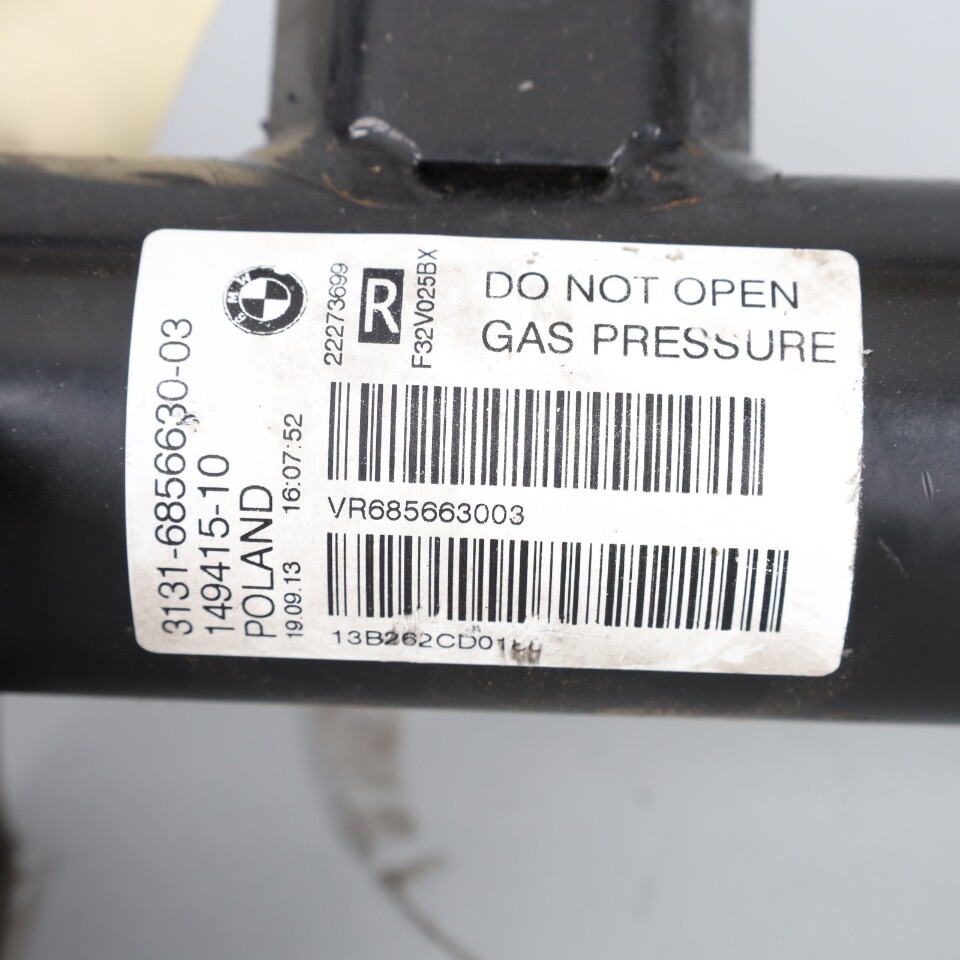 DO NOT OPEN
GAS PRESSURE
3131-6856630-03
149415-10
POLAND
19.09.13 16:07:52
BMW
22273699
R
F32V025BX
VR685663003